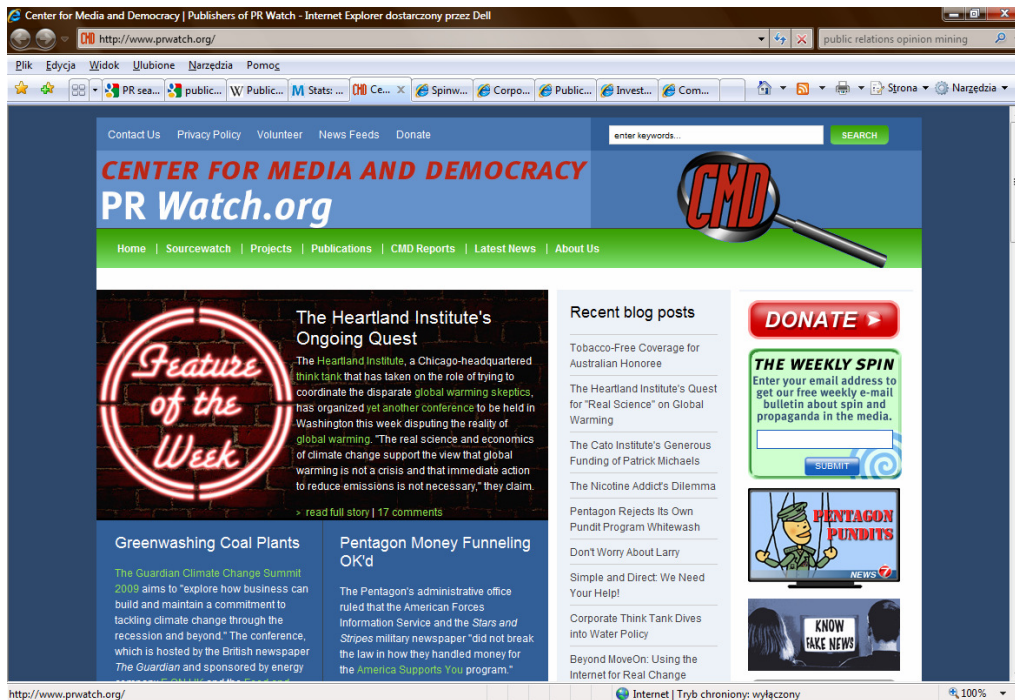 Center for Media and Democracy | Publishers of PR Watch - Internet Explorer dostarczony przez Dell
http://www.prwatch.org/
public relations opinion mining
Plik Edycja Widok Ulubione Narzędzia Pomoc
PR sea... public... Public... Stats: ... Ce... Spinw... Corpo... Public... Invest... Com... Strona Narzędzia
Contact Us Privacy Policy Volunteer News Feeds Donate
enter keywords... SEARCH
CENTER FOR MEDIA AND DEMOCRACY
PR Watch.org
CMD
Home | Sourcewatch | Projects | Publications | CMD Reports | Latest News | About Us
Feature
of the
Week
The Heartland Institute's
Ongoing Quest
The Heartland Institute, a Chicago-headquartered
think tank that has taken on the role of trying to
coordinate the disparate global warming skeptics,
has organized yet another conference to be held in
Washington this week disputing the reality of
global warming. "The real science and economics
of climate change support the view that global
warming is not a crisis and that immediate action
to reduce emissions is not necessary," they claim.
> read full story | 17 comments
Greenwashing Coal Plants
The Guardian Climate Change Summit
2009 aims to "explore how business can
build and maintain a commitment to
tackling climate change through the
recession and beyond." The conference,
which is hosted by the British newspaper
The Guardian and sponsored by energy
company E.ON UK and the Food and
Pentagon Money Funneling
OK'd
The Pentagon's administrative office
ruled that the American Forces
Information Service and the Stars and
Stripes military newspaper "did not break
the law in how they handled money for
the America Supports You program."
Recent blog posts
Tobacco-Free Coverage for
Australian Honoree
The Heartland Institute's Quest
for "Real Science" on Global
Warming
The Cato Institute's Generous
Funding of Patrick Michaels
The Nicotine Addict's Dilemma
Pentagon Rejects Its Own
Pundit Program Whitewash
Don't Worry About Larry
Simple and Direct: We Need
Your Help!
Corporate Think Tank Dives
into Water Policy
Beyond MoveOn: Using the
Internet for Real Change
DONATE
THE WEEKLY SPIN
Enter your email address to
get our free weekly e-mail
bulletin about spin and
propaganda in the media.
SUBMIT
PENTAGON
PUNDITS
NEWS 7
KNOW
FAKE NEWS
http://www.prwatch.org/
Internet | Tryb chroniony: wyłączony
100%